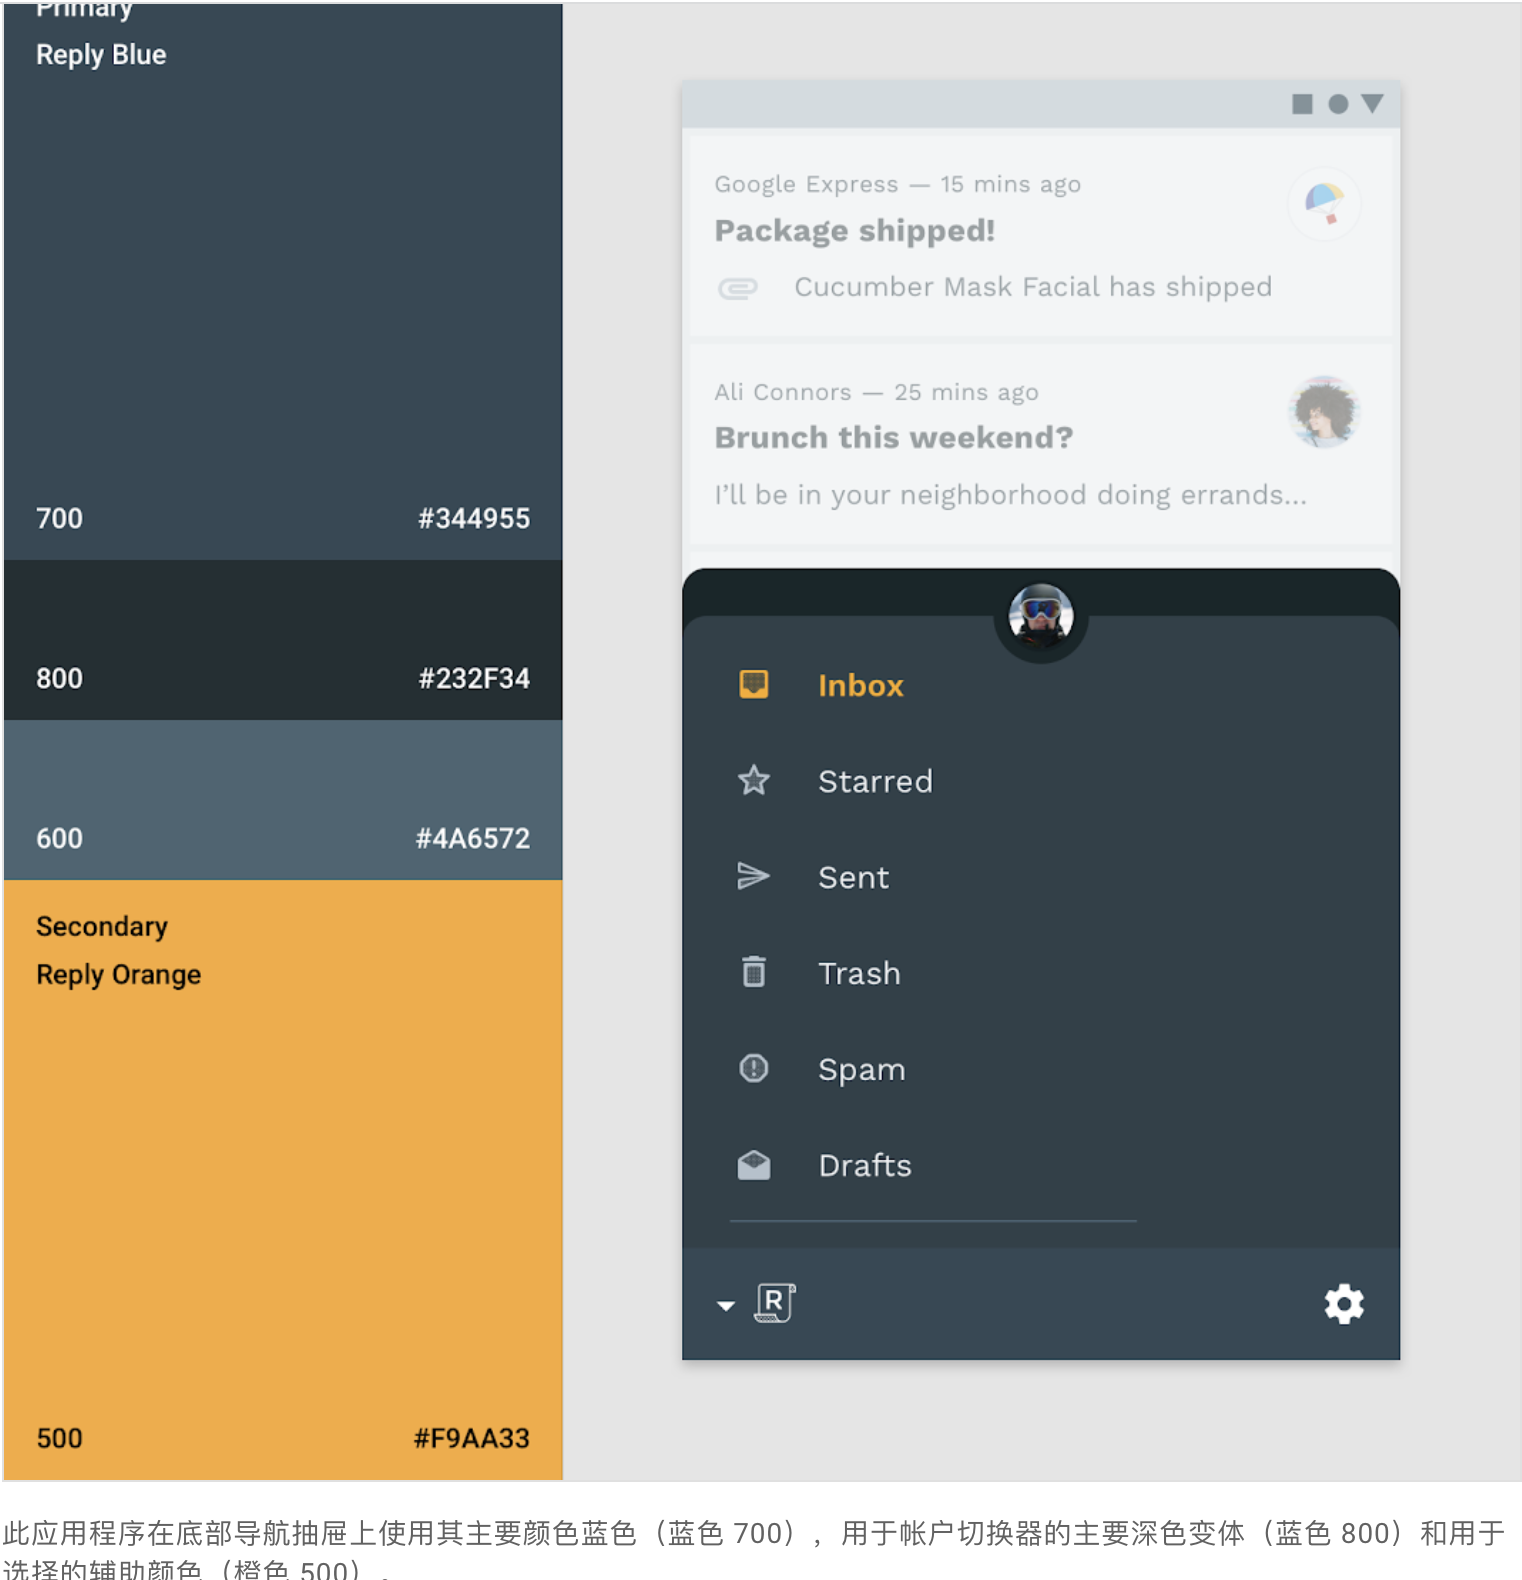 Primary
Reply Blue
700 #344955
800 #232F34
600 #4A6572
Secondary
Reply Orange
500 #F9AA33
Google Express — 15 mins ago
Package shipped!
Cucumber Mask Facial has shipped
Ali Connors — 25 mins ago
Brunch this weekend?
I’ll be in your neighborhood doing errands...
Inbox
Starred
Sent
Trash
Spam
Drafts
R
此应用程序在底部导航抽屉上使用其主要颜色蓝色（蓝色 700），用于帐户切换器的主要深色变体（蓝色 800）和用于
选择的辅助颜色（橙色 500）。